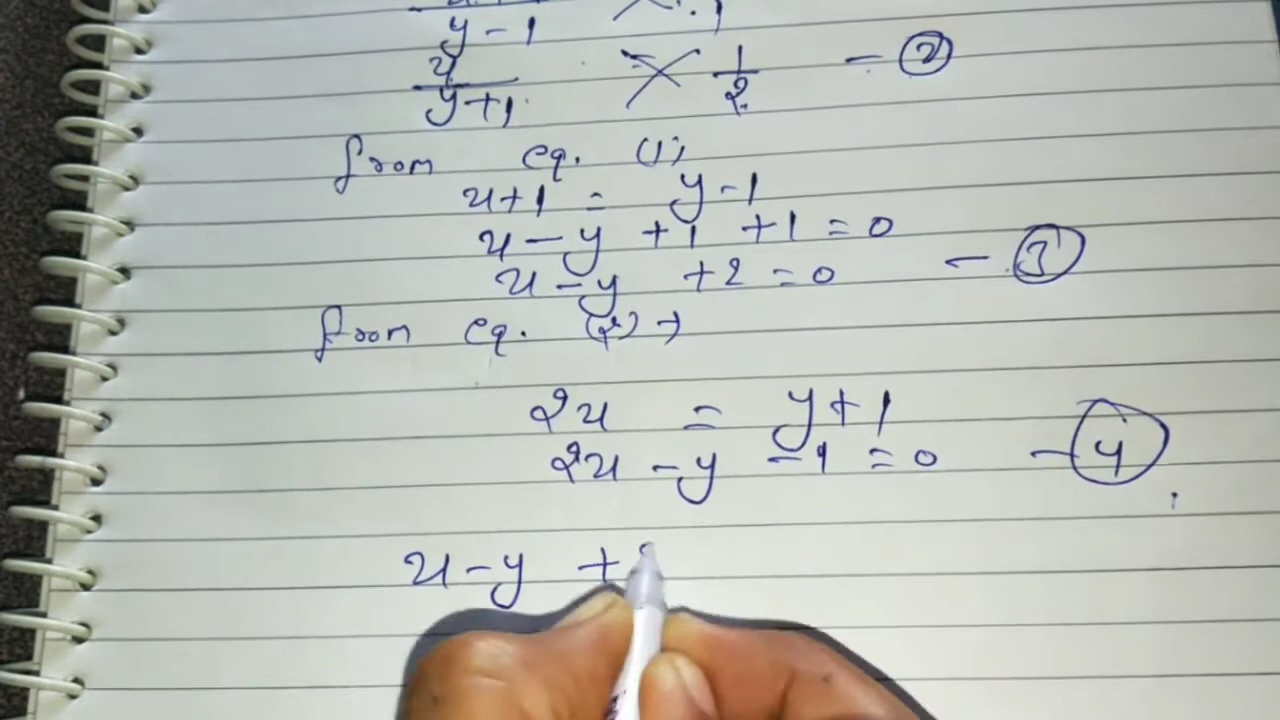 y - 1
x/(y+1) = 1/2 - (2)
from eq. (1)
x+1 = y-1
x - y +1 +1 = 0
x - y +2 = 0 - (3)
from eq. (2) →
2x = y+1
2x - y - 1 = 0 - (4)
x - y +